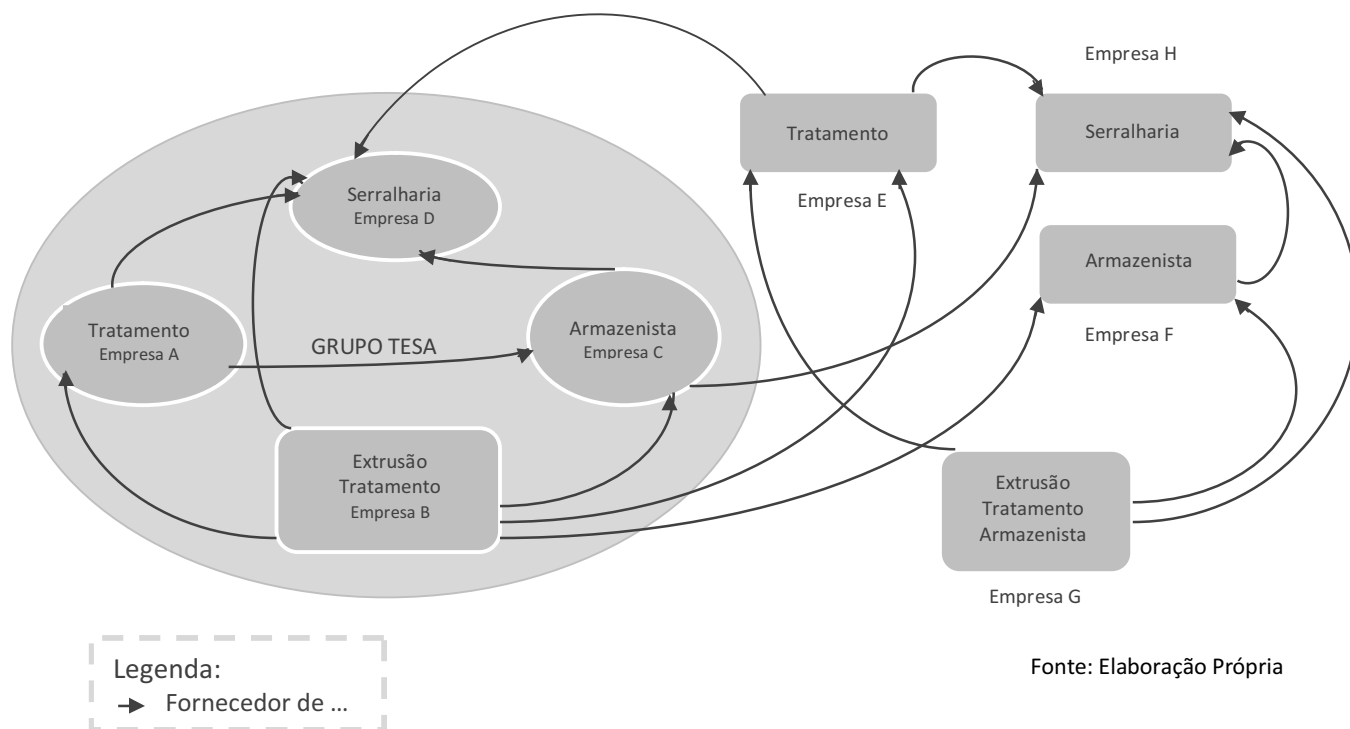 Empresa H
Tratamento
Serralharia
Empresa E
Serralharia
Empresa D
Armazenista
Empresa F
Tratamento
Empresa A
GRUPO TESA
Armazenista
Empresa C
Extrusão
Tratamento
Empresa B
Extrusão
Tratamento
Armazenista
Empresa G
Legenda:
Fornecedor de ...
Fonte: Elaboração Própria